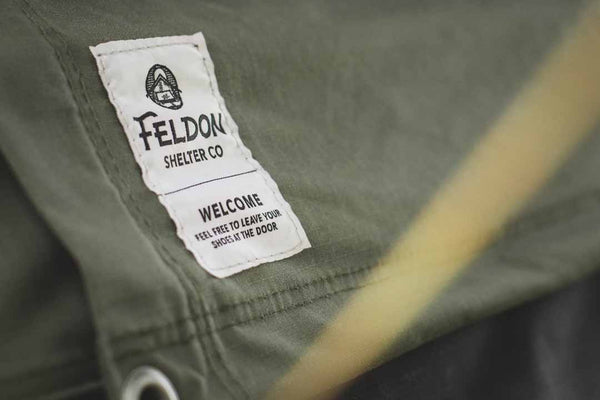 FELDON
SHELTER CO
WELCOME
FEEL FREE TO LEAVE YOUR
SHOES AT THE DOOR